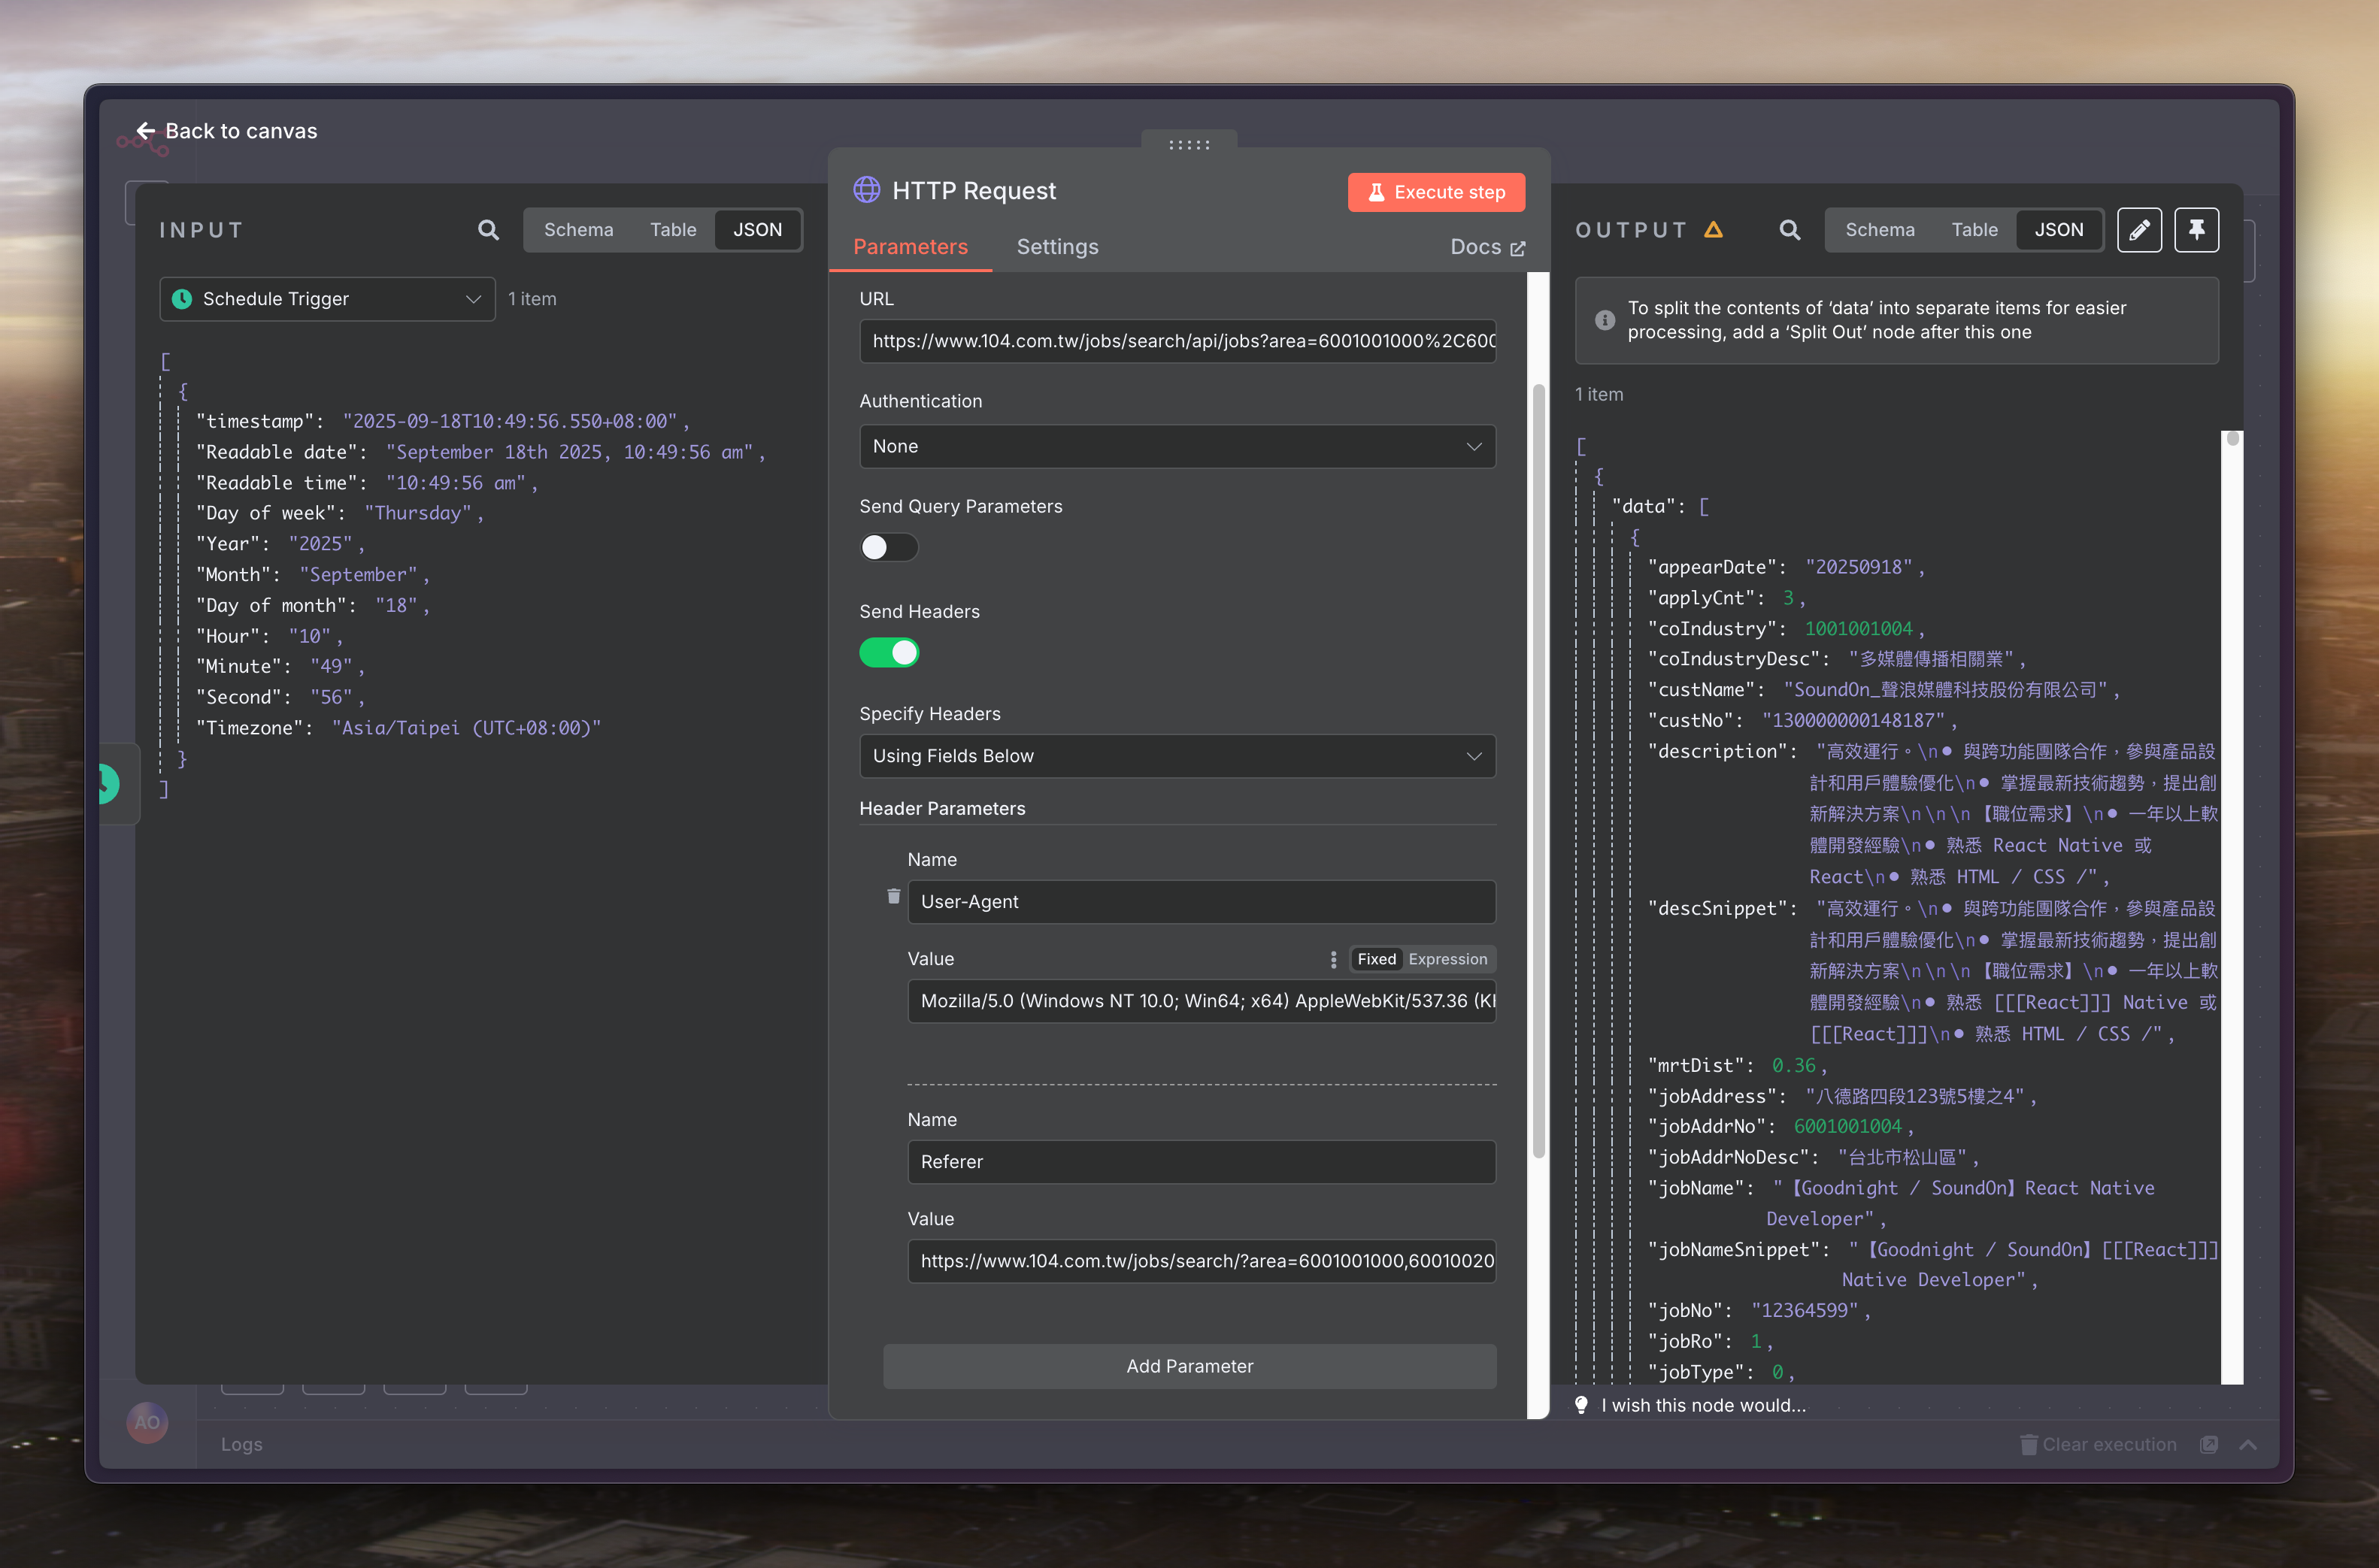 Back to canvas
INPUT
Schema Table JSON
Schedule Trigger
1 item
[
{
"timestamp": "2025-09-18T10:49:56.550+08:00",
"Readable date": "September 18th 2025, 10:49:56 am",
"Readable time": "10:49:56 am",
"Day of week": "Thursday",
"Year": "2025",
"Month": "September",
"Day of month": "18",
"Hour": "10",
"Minute": "49",
"Second": "56",
"Timezone": "Asia/Taipei (UTC+08:00)"
}
]
HTTP Request
Execute step
Parameters Settings Docs
URL
https://www.104.com.tw/jobs/search/api/jobs?area=6001001000%2C600
Authentication
None
Send Query Parameters
Send Headers
Specify Headers
Using Fields Below
Header Parameters
Name
User-Agent
Value
Fixed Expression
Mozilla/5.0 (Windows NT 10.0; Win64; x64) AppleWebKit/537.36 (KH
Name
Referer
Value
https://www.104.com.tw/jobs/search/?area=6001001000,60010020
Add Parameter
OUTPUT
Schema Table JSON
To split the contents of ‘data’ into separate items for easier
processing, add a ‘Split Out’ node after this one
1 item
[
{
"data": [
{
"appearDate": "20250918",
"applyCnt": 3,
"coIndustry": 1001001004,
"coIndustryDesc": "多媒體傳播相關業",
"custName": "SoundOn_聲浪媒體科技股份有限公司",
"custNo": "130000000148187",
"description": "高效運行。\n● 與跨功能團隊合作，參與產品設
計和用戶體驗優化\n● 掌握最新技術趨勢，提出創
新解決方案\n\n\n【職位需求】\n● 一年以上軟
體開發經驗\n● 熟悉 React Native 或
React\n● 熟悉 HTML / CSS /",
"descSnippet": "高效運行。\n● 與跨功能團隊合作，參與產品設
計和用戶體驗優化\n● 掌握最新技術趨勢，提出創
新解決方案\n\n\n【職位需求】\n● 一年以上軟
體開發經驗\n● 熟悉 [[[React]]] Native 或
[[[React]]]\n● 熟悉 HTML / CSS /",
"mrtDist": 0.36,
"jobAddress": "八德路四段123號5樓之4",
"jobAddrNo": 6001001004,
"jobAddrNoDesc": "台北市松山區",
"jobName": "【Goodnight / SoundOn】React Native
Developer",
"jobNameSnippet": "【Goodnight / SoundOn】[[[React]]]
Native Developer",
"jobNo": "12364599",
"jobRo": 1,
"jobType": 0,
I wish this node would...
AO
Logs
Clear execution